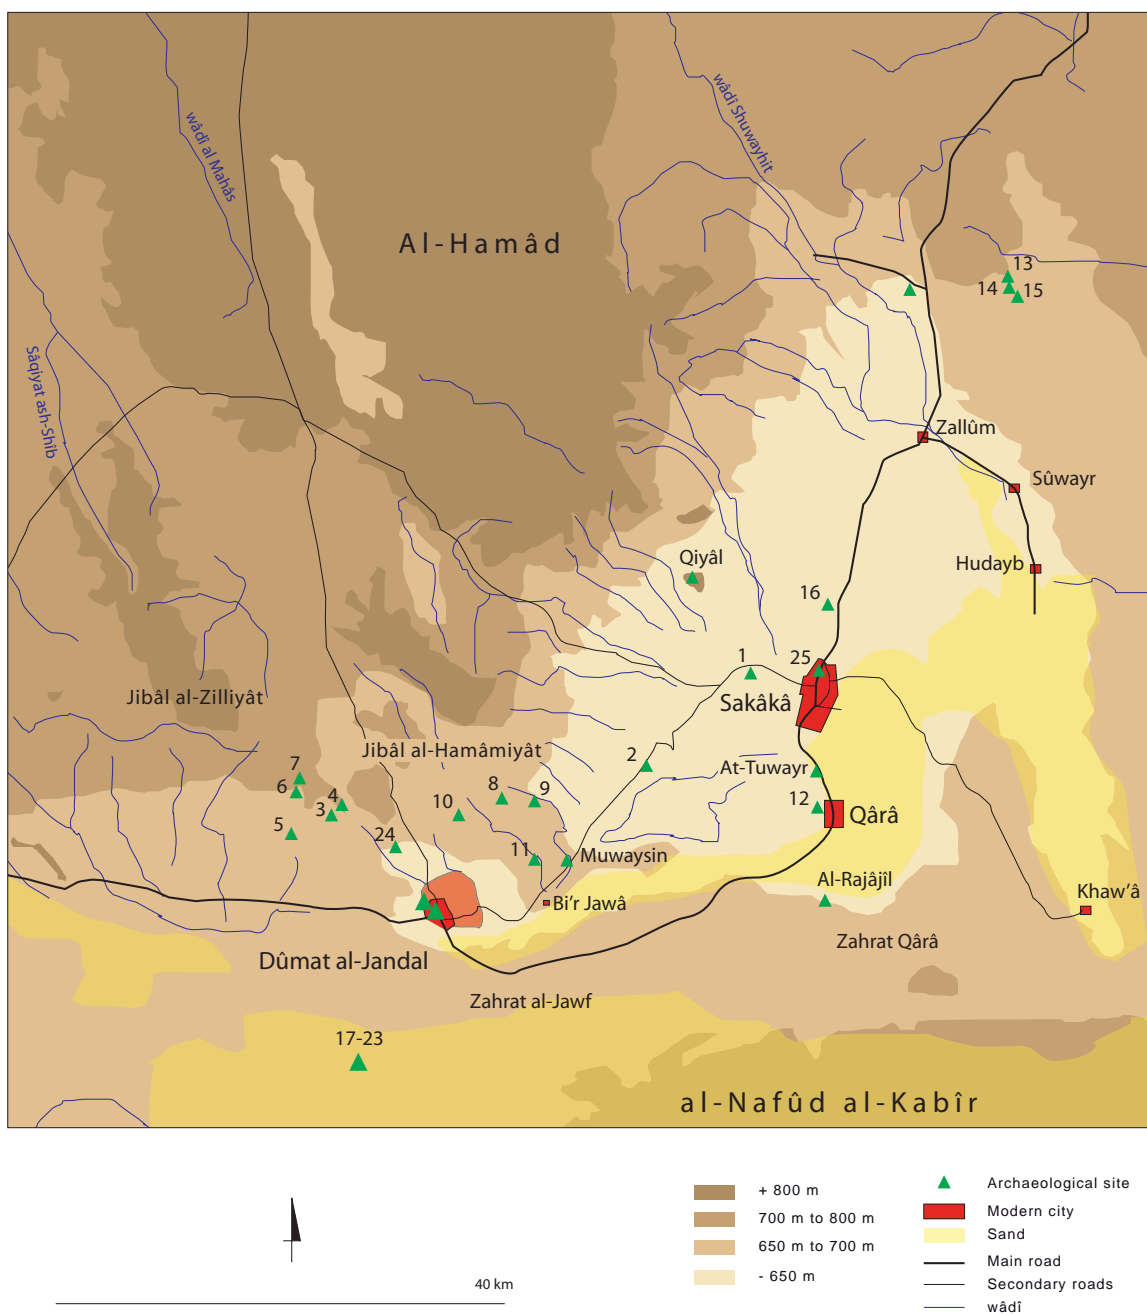 wâdî al Mahâs
wâdî Shuwayhit
Al-Hamâd
13
14
15
Sâqiyat ash-Shîb
Zallûm
Sûwayr
Qiyâl
Hudayb
16
1
25
Jibâl al-Zilliyât
Sakâkâ
Jibâl al-Hamâmiyât
2
At-Tuwayr
7
6
8
9
4
3
10
12
Qârâ
5
24
11
Muwaysin
Al-Rajâjîl
Khaw'â
Bi'r Jawâ
Zahrat Qârâ
Dûmat al-Jandal
Zahrat al-Jawf
17-23
al-Nafûd al-Kabîr
+ 800 m
700 m to 800 m
650 m to 700 m
- 650 m
Archaeological site
Modern city
Sand
Main road
Secondary roads
wâdî
40 km